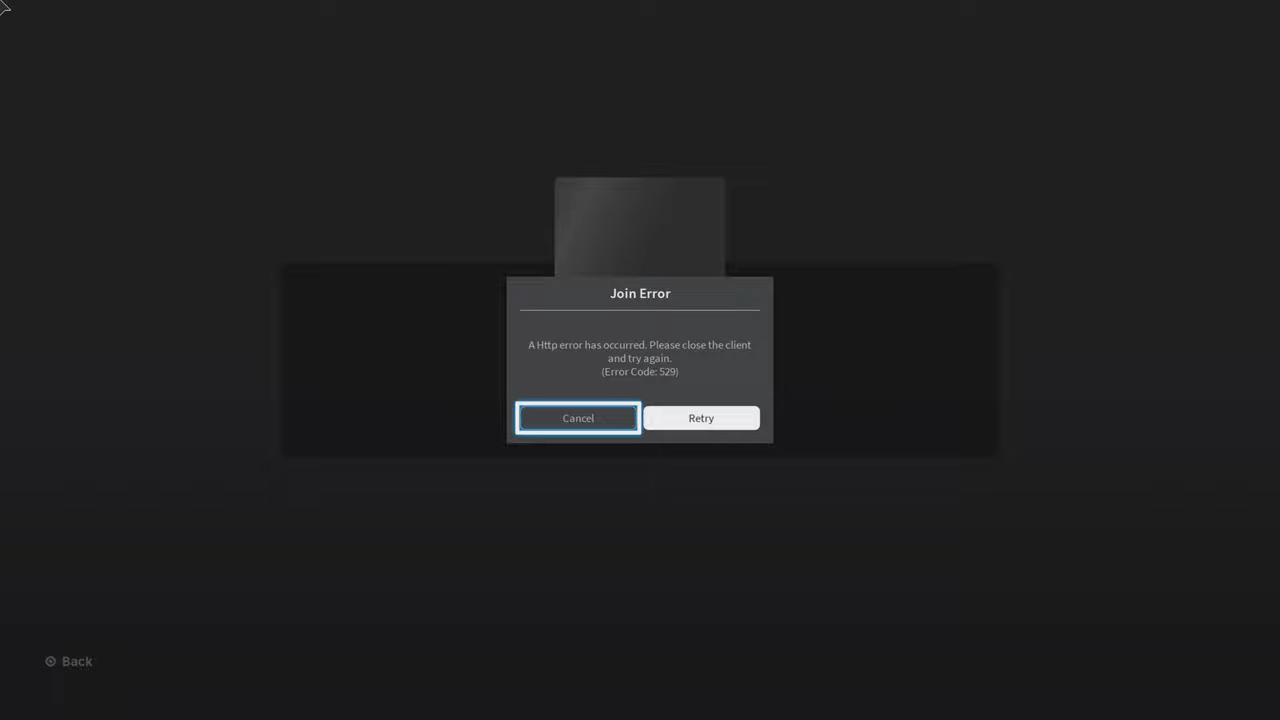 Join Error
A Http error has occurred. Please close the client
and try again.
(Error Code: 529)
Cancel
Retry
Back